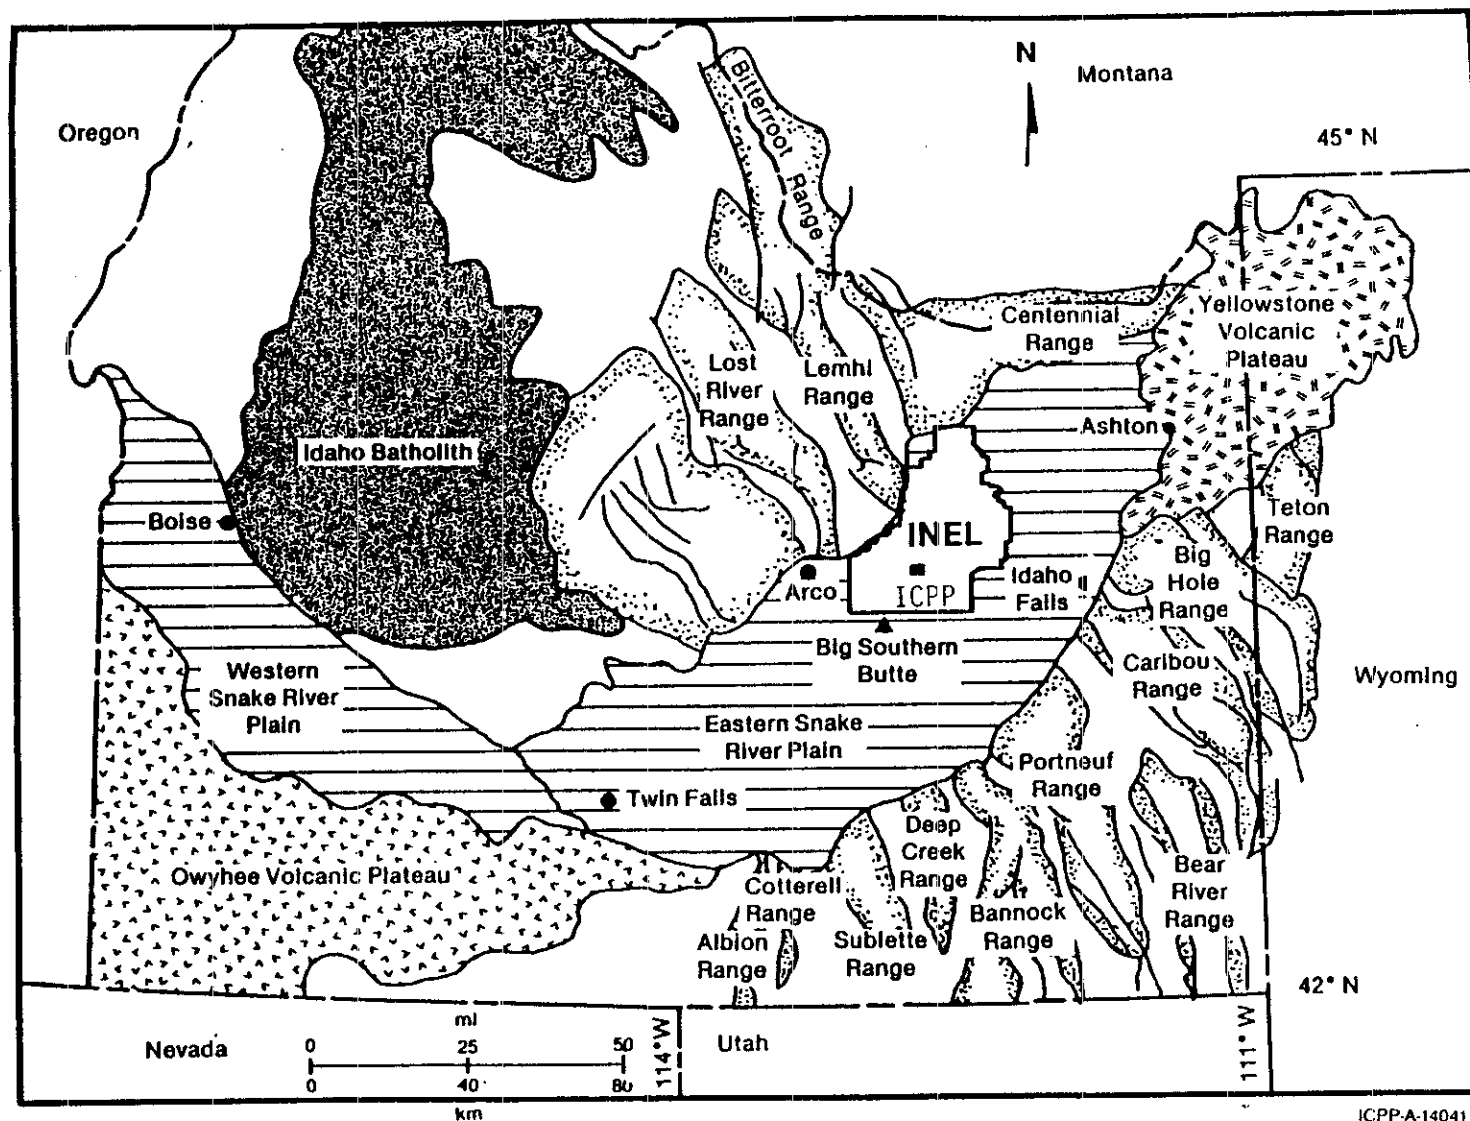 N
Montana
Oregon
45° N
Bitterroot
Range
Centennial
Range
Yellowstone
Volcanic
Plateau
Lost
River
Range
Lemhi
Range
Ashton
Idaho Batholith
Teton
Range
Boise
INEL
Big
Hole
Range
Arco
ICPP
Idaho
Falls
Big Southern
Butte
Caribou
Range
Wyoming
Western
Snake River
Plain
Eastern Snake
River Plain
Portneuf
Range
Twin Falls
Deep
Creek
Range
Owyhee Volcanic Plateau
Cotterell
Range
Bear
River
Range
Bannock
Range
Albion
Range
Sublette
Range
42° N
Nevada
mi
0 25 50
0 40 80
km
114° W
Utah
111° W
ICPP-A-14041